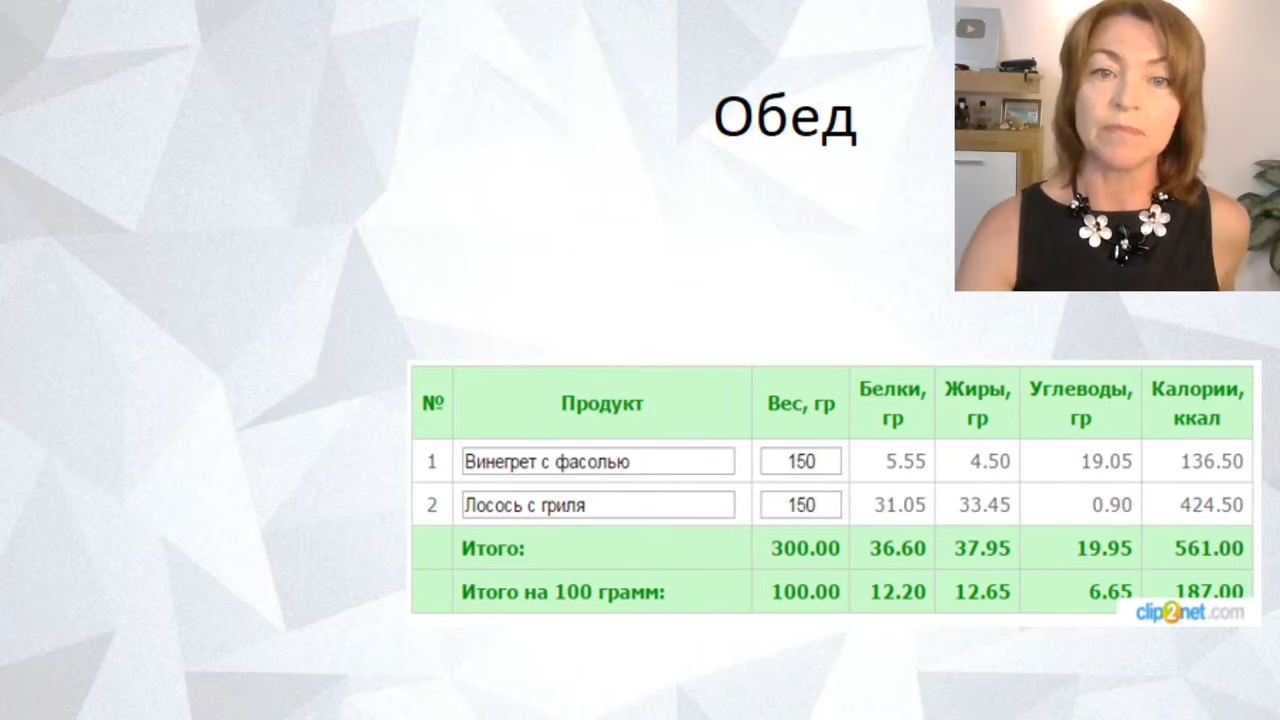 Обед
№ Продукт Вес, гр Белки, гр Жиры, гр Углеводы, гр Калории, ккал
1 Винегрет с фасолью 150 5.55 4.50 19.05 136.50
2 Лосось с гриля 150 31.05 33.45 0.90 424.50
Итого: 300.00 36.60 37.95 19.95 561.00
Итого на 100 грамм: 100.00 12.20 12.65 6.65 187.00
clip2net.com